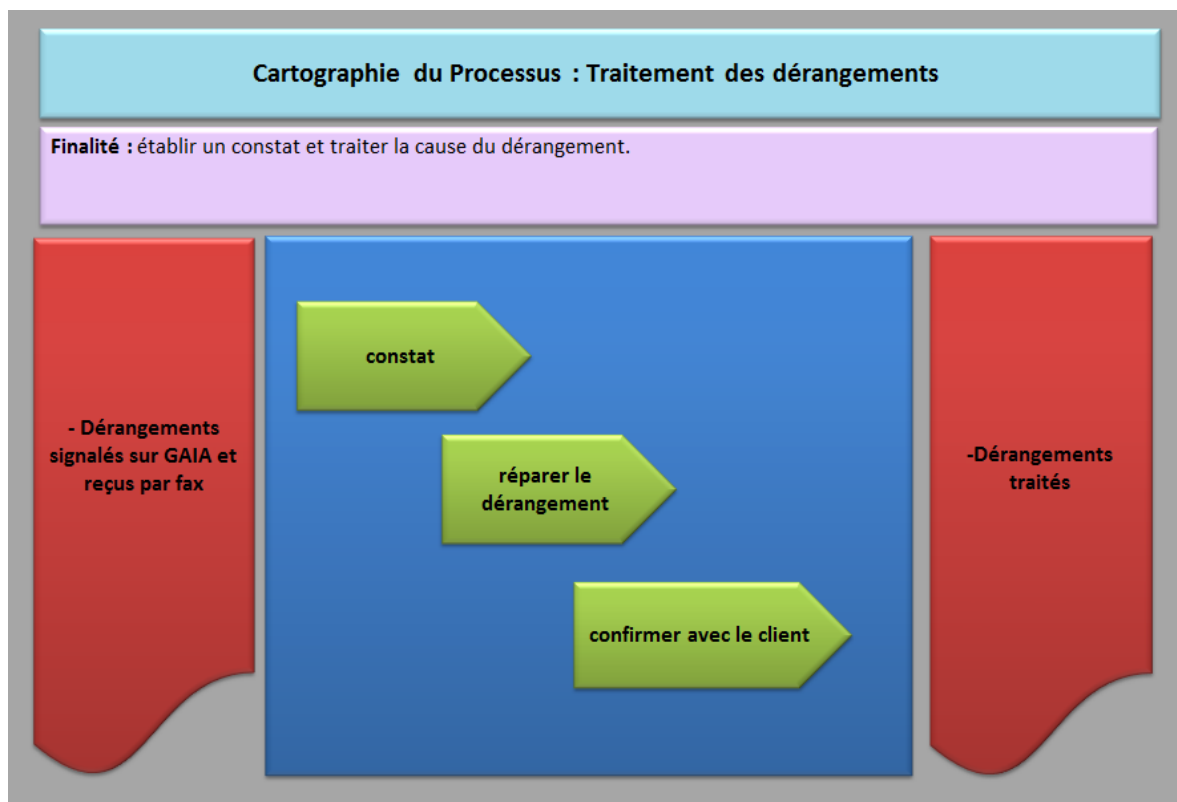 Cartographie du Processus : Traitement des dérangements
Finalité : établir un constat et traiter la cause du dérangement.
- Dérangements
signalés sur GAIA et
reçus par fax
constat
réparer le
dérangement
confirmer avec le client
-Dérangements
traités